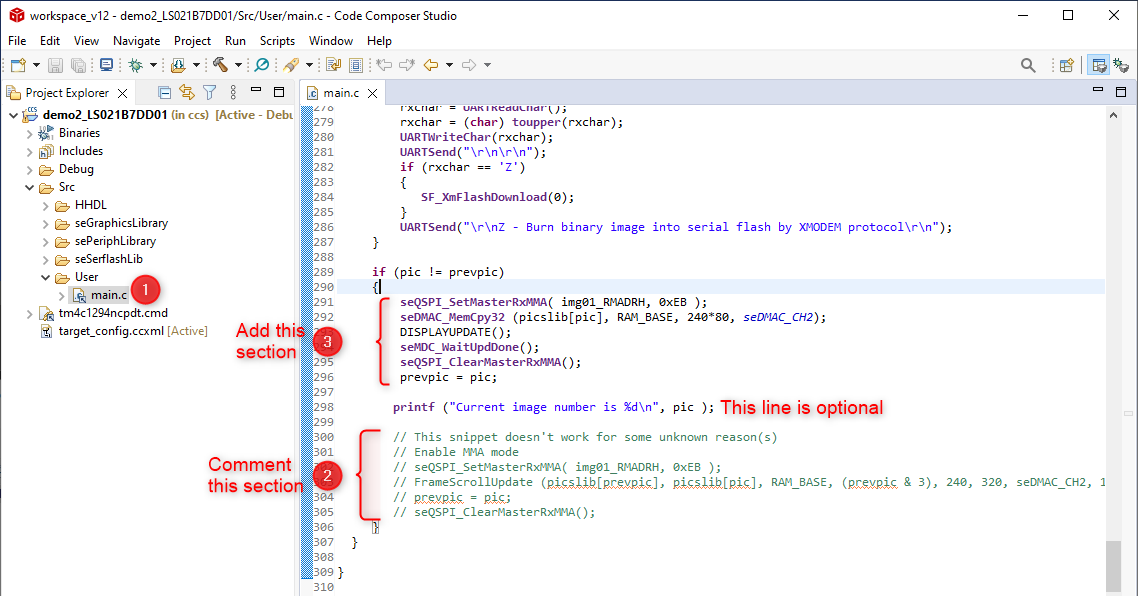 workspace_v12 - demo2_LS021B7DD01/Src/User/main.c - Code Composer Studio
File Edit View Navigate Project Run Scripts Window Help
Project Explorer
main.c
demo2_LS021B7DD01 (in ccs) [Active - Debu
Binaries
Includes
Debug
Src
HHDL
seGraphicsLibrary
sePeriphLibrary
seSerflashLib
User
main.c
1
tm4c1294ncpdt.cmd
target_config.ccxml [Active]
278 rxchar = UARTReadChar();
279 rxchar = (char) toupper(rxchar);
280 UARTWriteChar(rxchar);
281 UARTSend("\r\n\r\n");
282 if (rxchar == 'Z')
283 {
284 SF_XmFlashDownload(0);
285 }
286 UARTSend("\r\nZ - Burn binary image into serial flash by XMODEM protocol\r\n");
287 }
288
289 if (pic != prevpic)
290 {
291 seQSPI_SetMasterRxMMA( img01_RMADRH, 0xEB );
292 seDMAC_MemCpy32 (picslib[pic], RAM_BASE, 240*80, seDMAC_CH2);
DISPLAYUPDATE();
seMDC_WaitUpdDone();
295 seQSPI_ClearMasterRxMMA();
296 prevpic = pic;
Add this
section
3
297
298 printf ("Current image number is %d\n", pic ); This line is optional
299
300 // This snippet doesn't work for some unknown reason(s)
301 // Enable MMA mode
// seQSPI_SetMasterRxMMA( img01_RMADRH, 0xEB );
// FrameScrollUpdate (picslib[prevpic], picslib[pic], RAM_BASE, (prevpic & 3), 240, 320, seDMAC_CH2, 1
304 // prevpic = pic;
305 // seQSPI_ClearMasterRxMMA();
Comment
this section
2
306 }
307 }
308
309 }
310